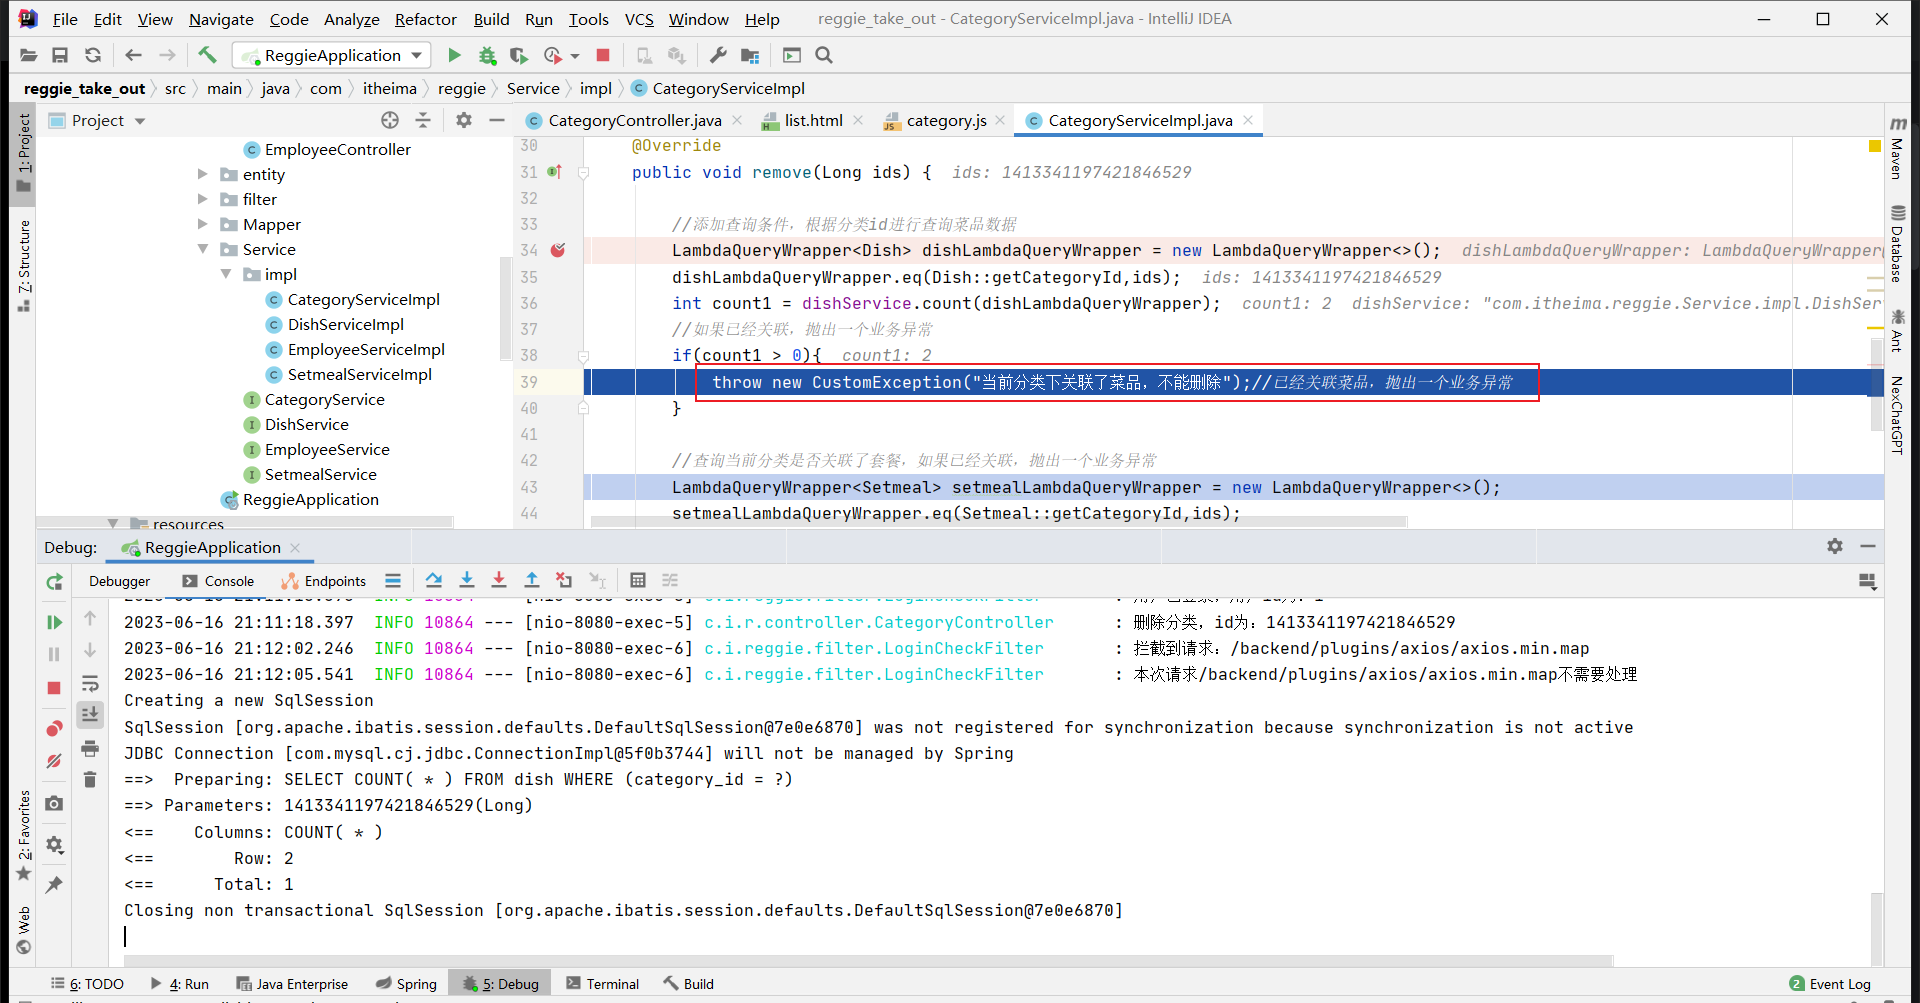 File Edit View Navigate Code Analyze Refactor Build Run Tools VCS Window Help reggie_take_out - CategoryServiceImpl.java - IntelliJ IDEA
ReggieApplication
reggie_take_out src main java com itheima reggie Service impl CategoryServiceImpl
Project
CategoryController.java list.html category.js CategoryServiceImpl.java
EmployeeController
entity
filter
Mapper
Service
impl
CategoryServiceImpl
DishServiceImpl
EmployeeServiceImpl
SetmealServiceImpl
CategoryService
DishService
EmployeeService
SetmealService
ReggieApplication
resources
30 @Override
31 public void remove(Long ids) { ids: 1413341197421846529
32
33 //添加查询条件，根据分类id进行查询菜品数据
34 LambdaQueryWrapper<Dish> dishLambdaQueryWrapper = new LambdaQueryWrapper<>(); dishLambdaQueryWrapper: LambdaQueryWrapper
35 dishLambdaQueryWrapper.eq(Dish::getCategoryId,ids); ids: 1413341197421846529
36 int count1 = dishService.count(dishLambdaQueryWrapper); count1: 2 dishService: "com.itheima.reggie.Service.impl.DishSer
37 //如果已经关联，抛出一个业务异常
38 if(count1 > 0){ count1: 2
39 throw new CustomException("当前分类下关联了菜品，不能删除");//已经关联菜品，抛出一个业务异常
40 }
41
42 //查询当前分类是否关联了套餐，如果已经关联，抛出一个业务异常
43 LambdaQueryWrapper<Setmeal> setmealLambdaQueryWrapper = new LambdaQueryWrapper<>();
44 setmealLambdaQueryWrapper.eq(Setmeal::getCategoryId,ids);
1: Project
7: Structure
2: Favorites
Web
Maven
Database
Ant
NexChatGPT
Debug: ReggieApplication
Debugger Console Endpoints
2023-06-16 21:11:18.397 INFO 10864 --- [nio-8080-exec-5] c.i.r.controller.CategoryController : 删除分类，id为：1413341197421846529
2023-06-16 21:12:02.246 INFO 10864 --- [nio-8080-exec-6] c.i.reggie.filter.LoginCheckFilter : 拦截到请求：/backend/plugins/axios/axios.min.map
2023-06-16 21:12:05.541 INFO 10864 --- [nio-8080-exec-6] c.i.reggie.filter.LoginCheckFilter : 本次请求/backend/plugins/axios/axios.min.map不需要处理
Creating a new SqlSession
SqlSession [org.apache.ibatis.session.defaults.DefaultSqlSession@7e0e6870] was not registered for synchronization because synchronization is not active
JDBC Connection [com.mysql.cj.jdbc.ConnectionImpl@5f0b3744] will not be managed by Spring
==> Preparing: SELECT COUNT( * ) FROM dish WHERE (category_id = ?)
==> Parameters: 1413341197421846529(Long)
<== Columns: COUNT( * )
<== Row: 2
<== Total: 1
Closing non transactional SqlSession [org.apache.ibatis.session.defaults.DefaultSqlSession@7e0e6870]
6: TODO 4: Run Java Enterprise Spring 5: Debug Terminal Build 2 Event Log